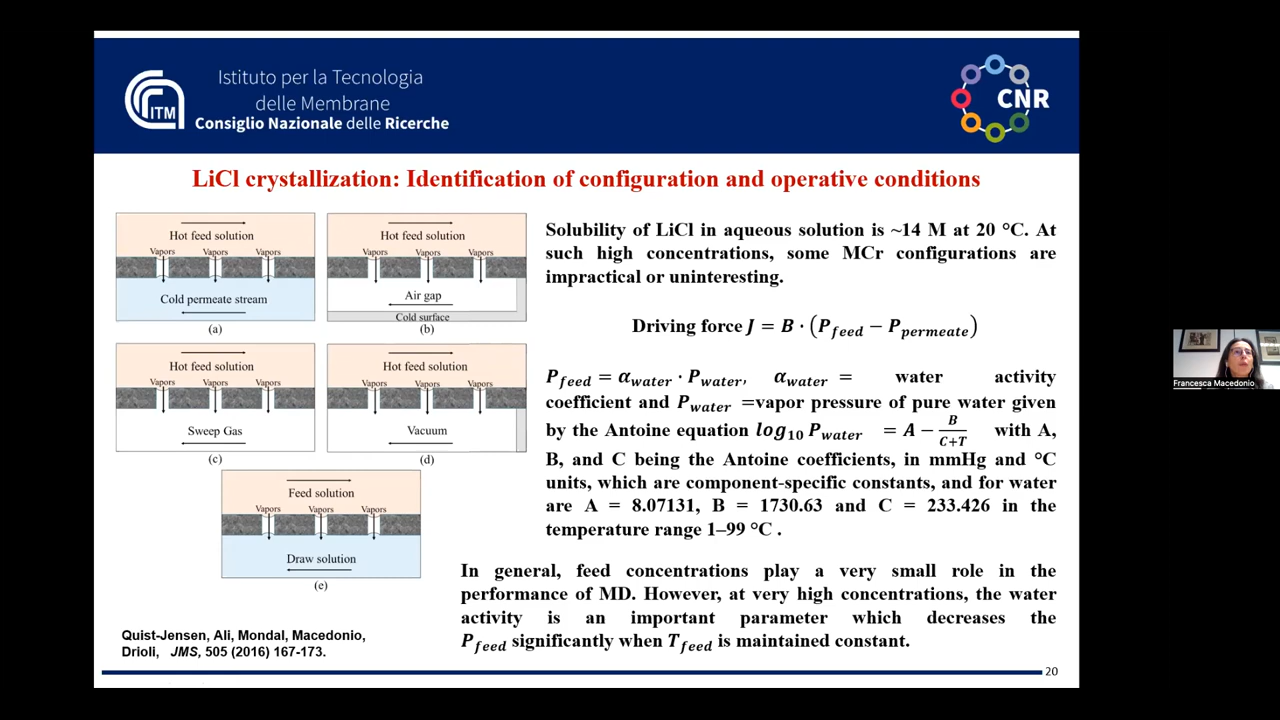 Istituto per la Tecnologia
delle Membrane
Consiglio Nazionale delle Ricerche
ITM
CNR
LiCl crystallization: Identification of configuration and operative conditions
Hot feed solution
Vapors Vapors Vapors
Cold permeate stream
(a)
Hot feed solution
Vapors Vapors Vapors
Air gap
Cold surface
(b)
Hot feed solution
Vapors Vapors Vapors
Sweep Gas
(c)
Hot feed solution
Vapors Vapors Vapors
Vacuum
(d)
Feed solution
Vapors Vapors Vapors
Draw solution
(e)
Solubility of LiCl in aqueous solution is ~14 M at 20 °C. At
such high concentrations, some MCr configurations are
impractical or uninteresting.
Driving force J = B · (P_feed − P_permeate)
P_feed = α_water · P_water, α_water = water activity
coefficient and P_water =vapor pressure of pure water given
by the Antoine equation log₁₀ P_water = A − B/(C+T) with A,
B, and C being the Antoine coefficients, in mmHg and °C
units, which are component-specific constants, and for water
are A = 8.07131, B = 1730.63 and C = 233.426 in the
temperature range 1–99 °C .
In general, feed concentrations play a very small role in the
performance of MD. However, at very high concentrations, the water
activity is an important parameter which decreases the
P_feed significantly when T_feed is maintained constant.
Quist-Jensen, Ali, Mondal, Macedonio,
Drioli, JMS, 505 (2016) 167-173.
20
Francesca Macedonio